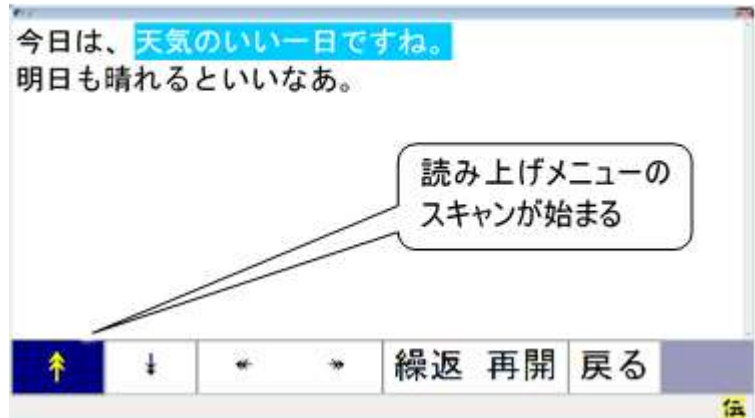 今日は、天気のいい一日ですね。
明日も晴れるといいなあ。
読み上げメニューの
スキャンが始まる
↟ ↡ ↞ ↠ 繰返 再開 戻る
伝